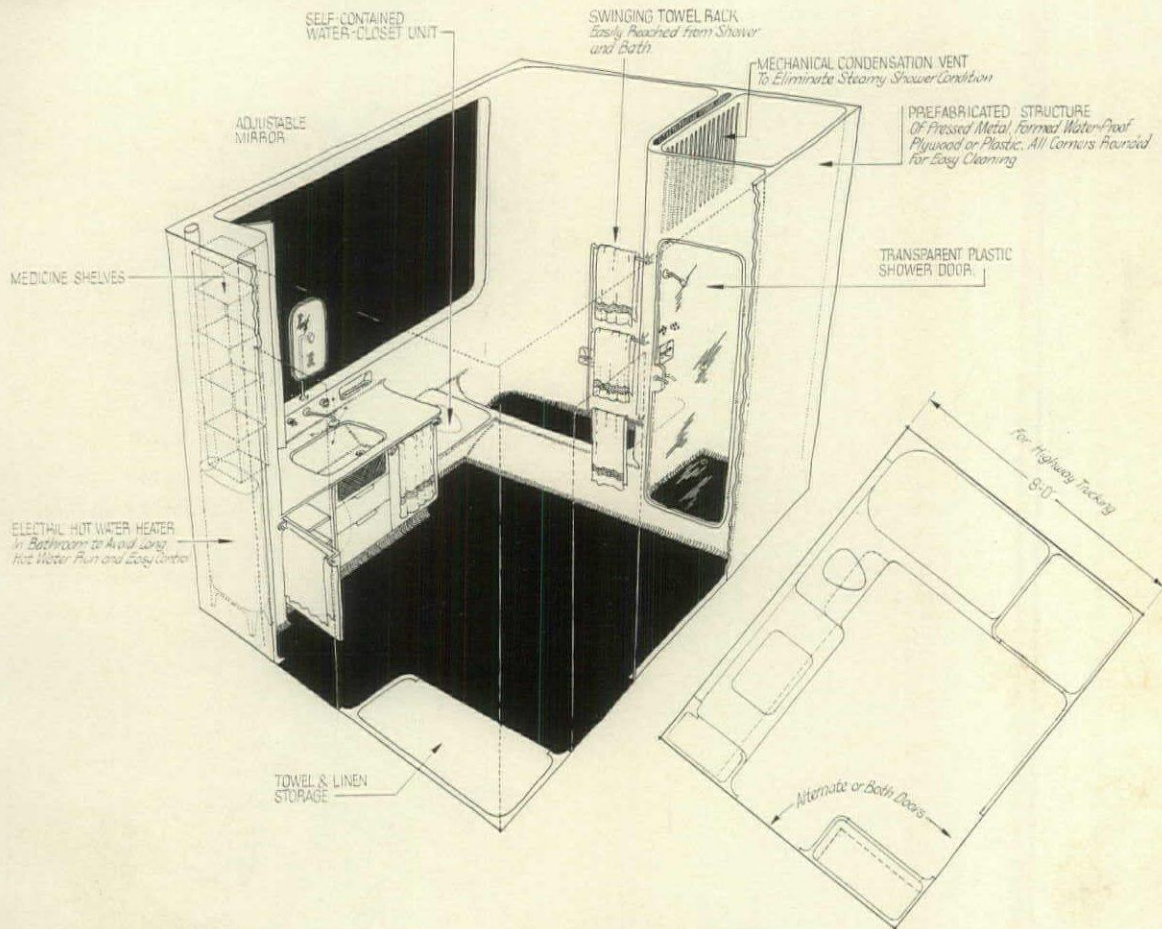 SELF-CONTAINED
WATER-CLOSET UNIT
SWINGING TOWEL RACK
Easily Reached from Shower
and Bath
MECHANICAL CONDENSATION VENT
To Eliminate Steamy Shower Condition
ADJUSTABLE
MIRROR
PREFABRICATED STRUCTURE
Of Pressed Metal, Formed Water-Proof
Plywood or Plastic. All Corners Rounded
For Easy Cleaning
MEDICINE SHELVES
TRANSPARENT PLASTIC
SHOWER DOOR
For Highway Trucking
8'-0"
ELECTRIC HOT WATER HEATER
In Bathroom to Avoid Long
Hot Water Run and Easy Control
TOWEL & LINEN
STORAGE
Alternate or Both Doors